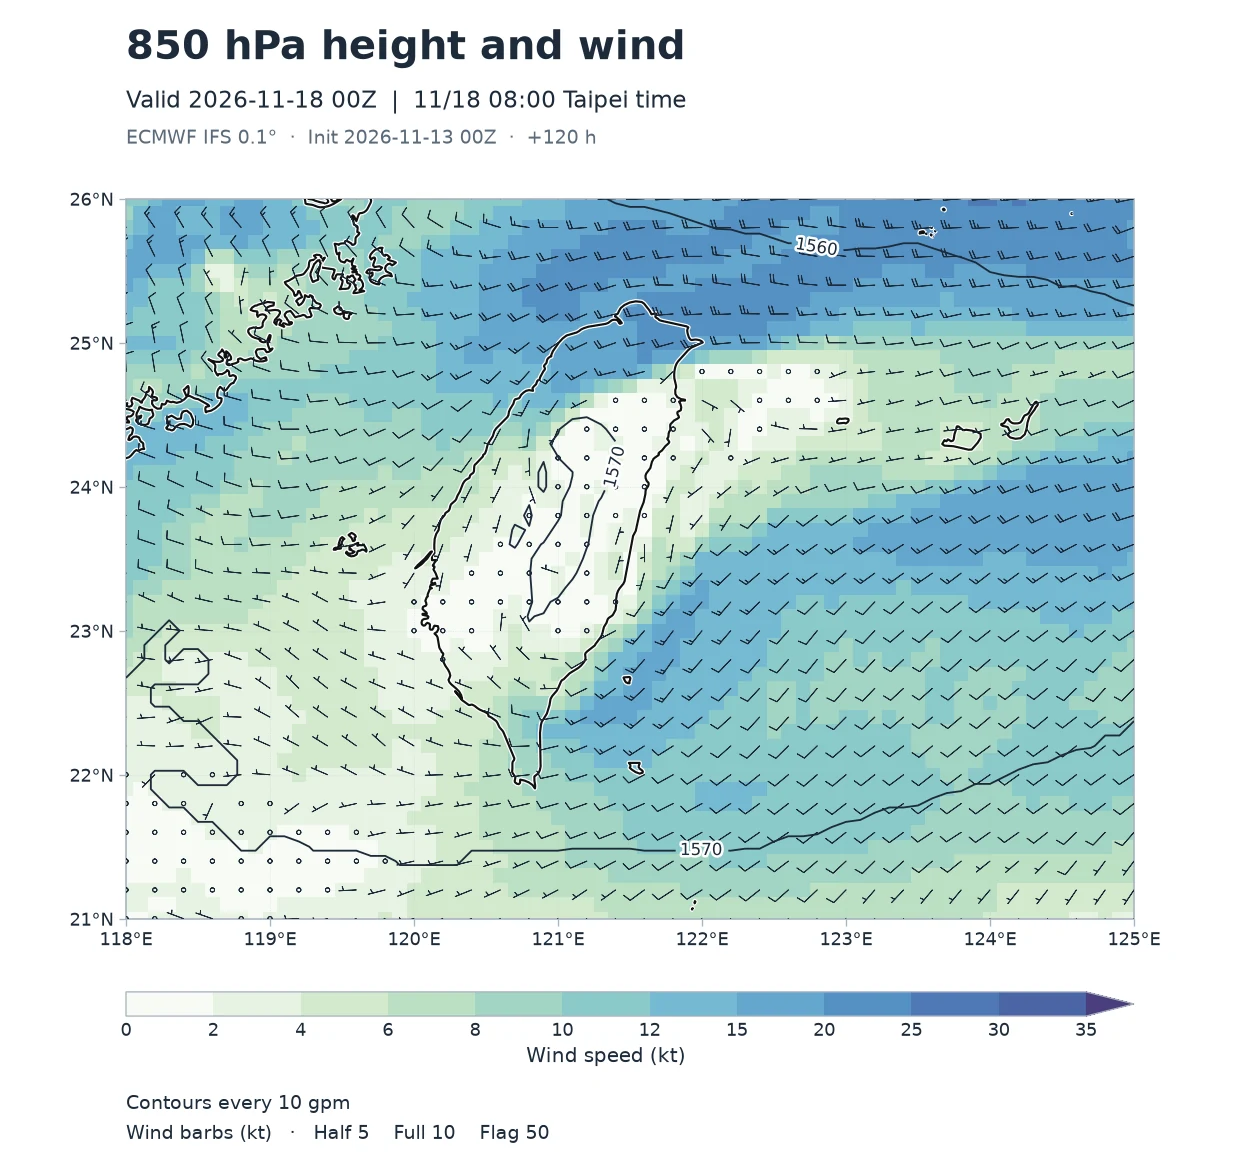 850 hPa height and wind
Valid 2026-11-18 00Z | 11/18 08:00 Taipei time
ECMWF IFS 0.1° · Init 2026-11-13 00Z · +120 h
26°N
1560
25°N
1570
24°N
23°N
22°N
1570
21°N
118°E 119°E 120°E 121°E 122°E 123°E 124°E 125°E
0 2 4 6 8 10 12 15 20 25 30 35
Wind speed (kt)
Contours every 10 gpm
Wind barbs (kt) · Half 5 Full 10 Flag 50